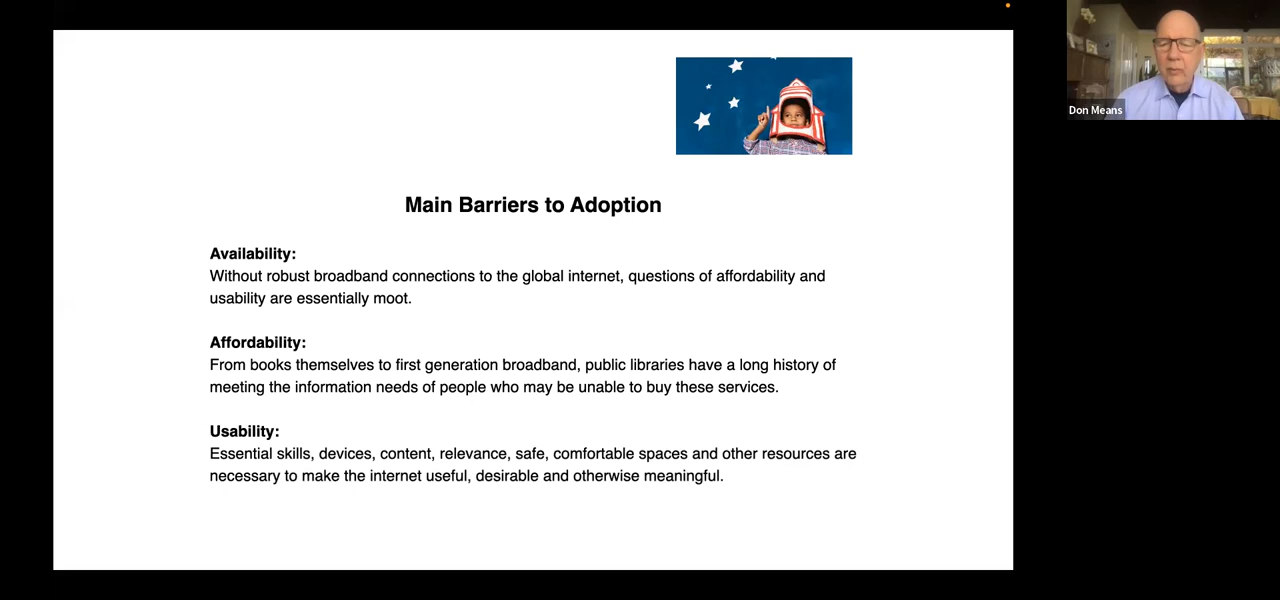 Don Means
Main Barriers to Adoption
Availability:
Without robust broadband connections to the global internet, questions of affordability and
usability are essentially moot.
Affordability:
From books themselves to first generation broadband, public libraries have a long history of
meeting the information needs of people who may be unable to buy these services.
Usability:
Essential skills, devices, content, relevance, safe, comfortable spaces and other resources are
necessary to make the internet useful, desirable and otherwise meaningful.